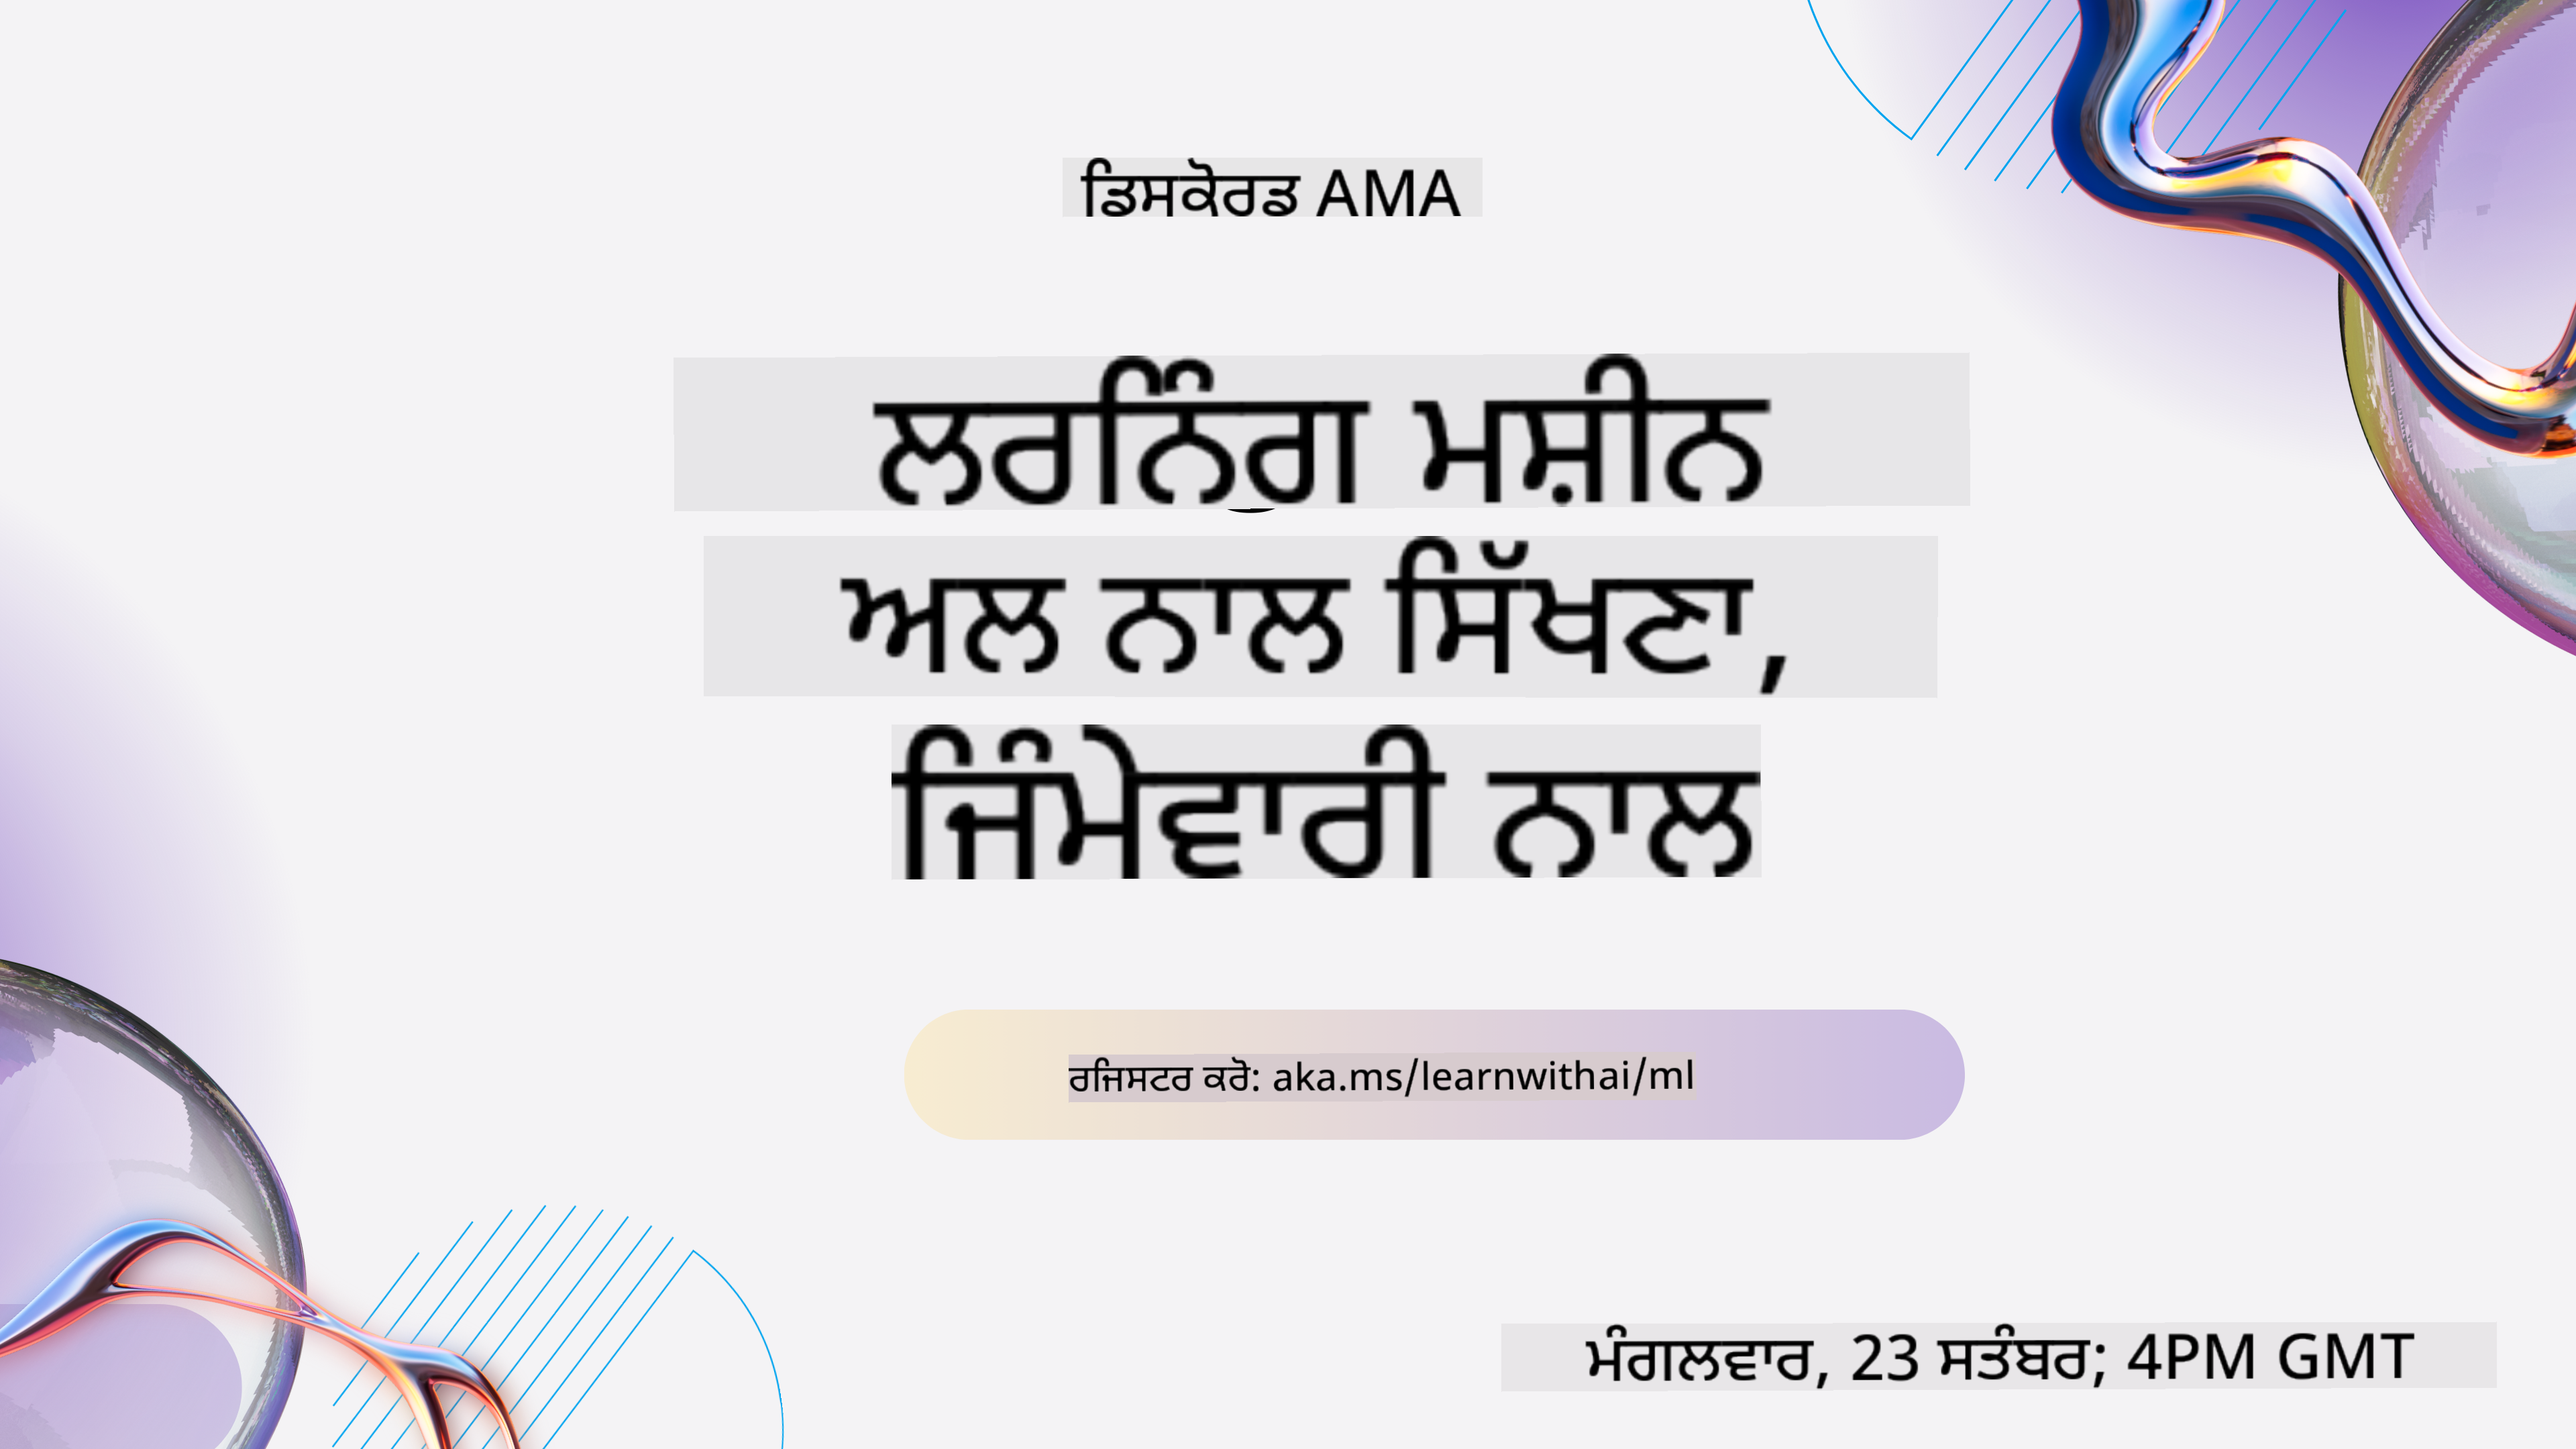 ਡਿਸਕੋਰਡ AMA
ਲਰਨਿੰਗ ਮਸ਼ੀਨ
ਅਲ ਨਾਲ ਸਿੱਖਣਾ,
ਜਿੰਮੇਵਾਰੀ ਨਾਲ
ਰਜਿਸਟਰ ਕਰੋ: aka.ms/learnwithai/ml
ਮੰਗਲਵਾਰ, 23 ਸਤੰਬਰ; 4PM GMT